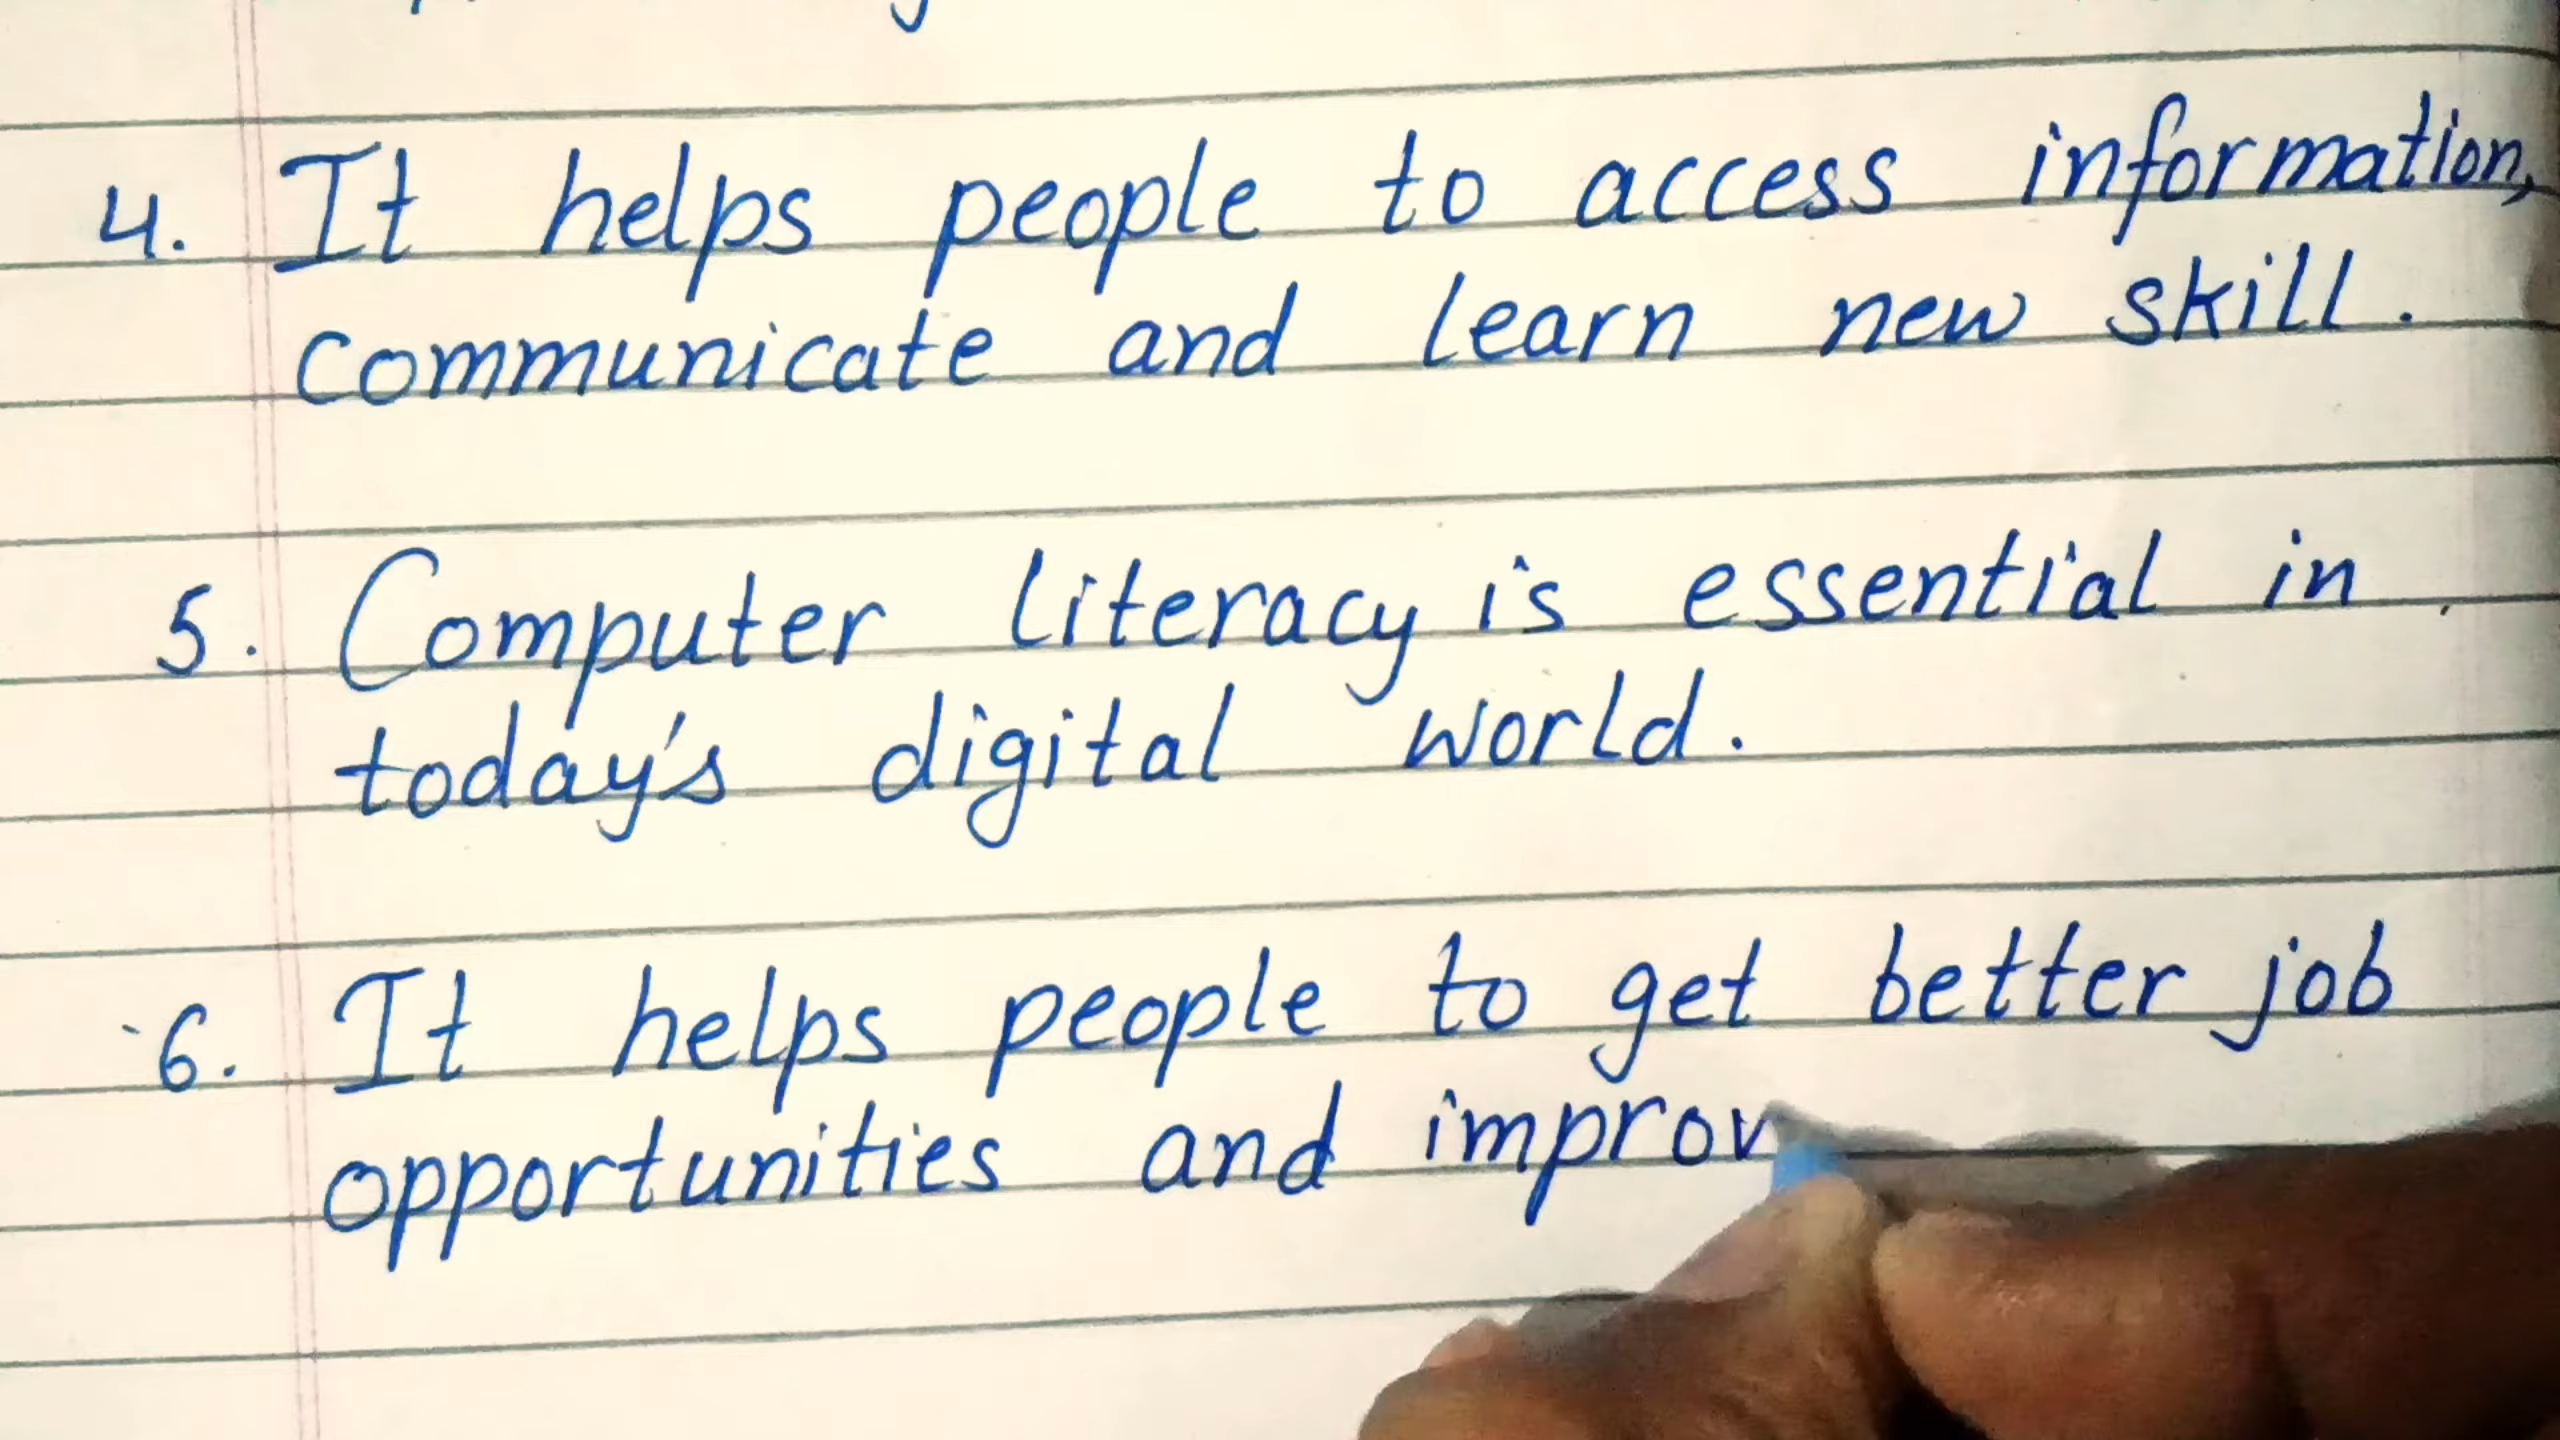 4. It helps people to access information,
communicate and learn new skill.
5. Computer literacy is essential in
today's digital world.
6. It helps people to get better job
opportunities and improv